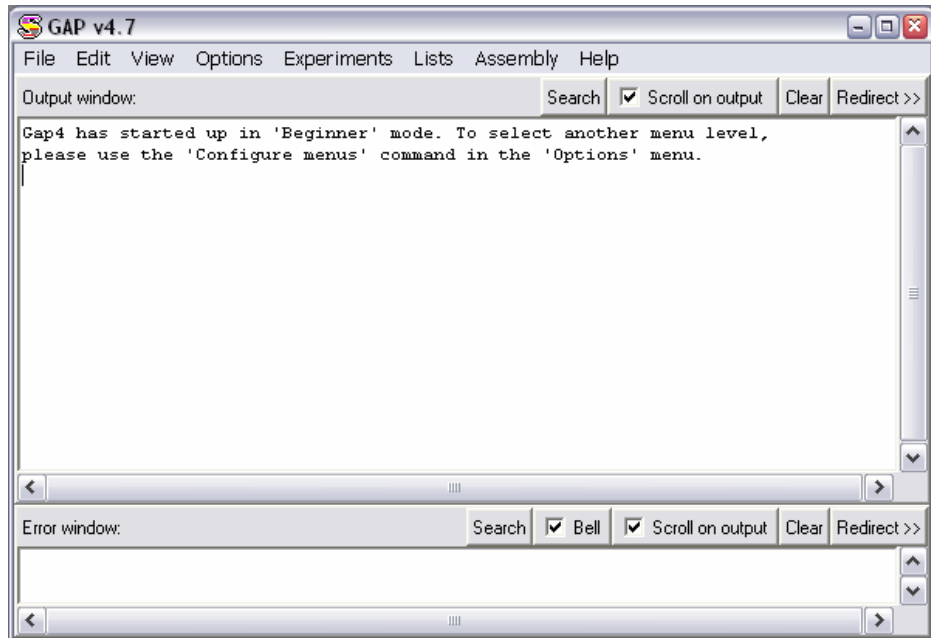 GAP v4.7
File Edit View Options Experiments Lists Assembly Help
Output window: Search Scroll on output Clear Redirect >>
Gap4 has started up in 'Beginner' mode. To select another menu level,
please use the 'Configure menus' command in the 'Options' menu.
Error window: Search Bell Scroll on output Clear Redirect >>